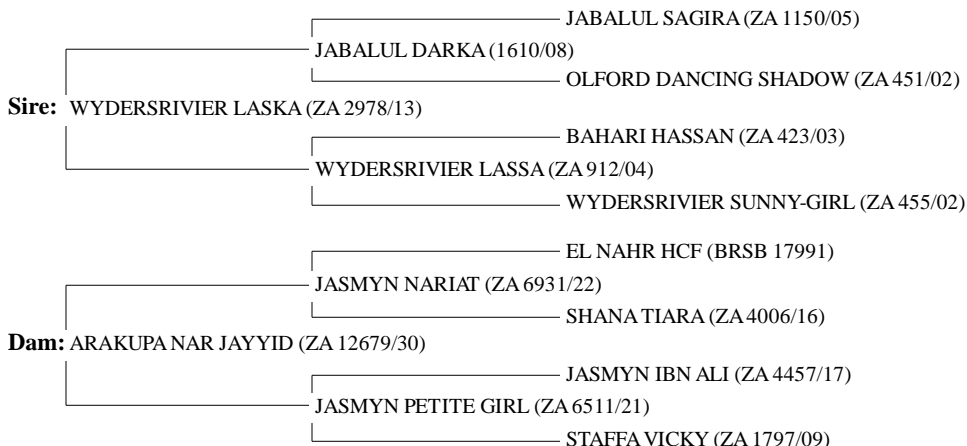 JABALUL SAGIRA (ZA 1150/05)
JABALUL DARKA (1610/08)
OLFORD DANCING SHADOW (ZA 451/02)
Sire: WYDERSRIVIER LASKA (ZA 2978/13)
BAHARI HASSAN (ZA 423/03)
WYDERSRIVIER LASSA (ZA 912/04)
WYDERSRIVIER SUNNY-GIRL (ZA 455/02)
EL NAHR HCF (BRSB 17991)
JASMYN NARIAT (ZA 6931/22)
SHANA TIARA (ZA 4006/16)
Dam: ARAKUPA NAR JAYYID (ZA 12679/30)
JASMYN IBN ALI (ZA 4457/17)
JASMYN PETITE GIRL (ZA 6511/21)
STAFFA VICKY (ZA 1797/09)